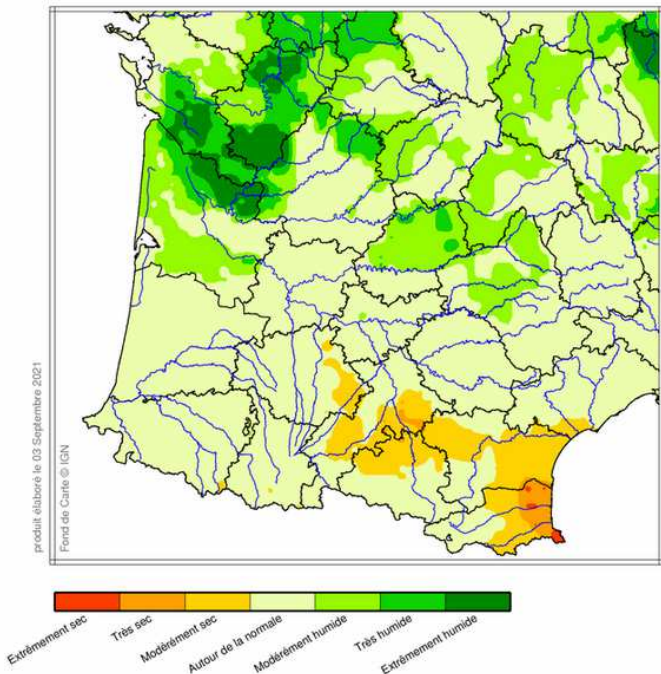 produit élaboré le 03 Septembre 2021
Fond de Carte © IGN
Extrêmement sec
Très sec
Modérément sec
Autour de la normale
Modérément humide
Très humide
Extrêmement humide